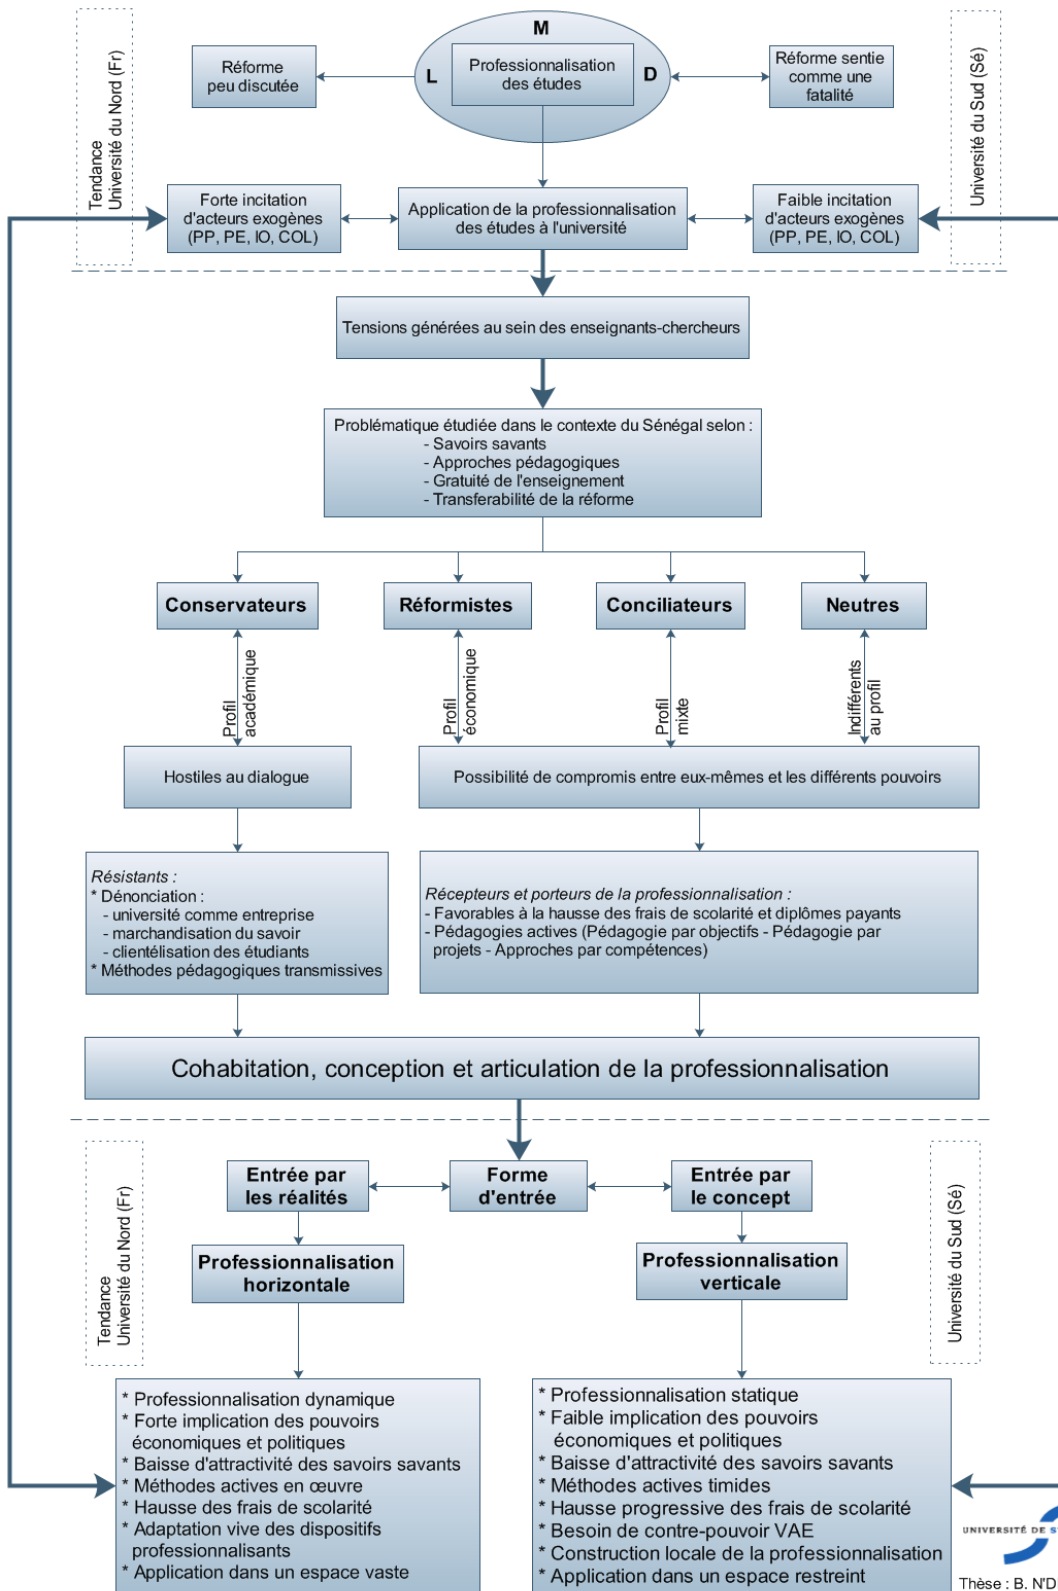 Tendance
Université du Nord (Fr)
Réforme
peu discutée
M
L
D
Professionnalisation
des études
Réforme sentie
comme une
fatalité
Université du Sud (Sé)
Forte incitation
d'acteurs exogènes
(PP, PE, IO, COL)
Application de la professionnalisation
des études à l'université
Faible incitation
d'acteurs exogènes
(PP, PE, IO, COL)
Tensions générées au sein des enseignants-chercheurs
Problématique étudiée dans le contexte du Sénégal selon :
- Savoirs savants
- Approches pédagogiques
- Gratuité de l'enseignement
- Transferabilité de la réforme
Conservateurs
Réformistes
Conciliateurs
Neutres
Profil
académique
Profil
économique
Profil
mixte
Indifférents
au profil
Hostiles au dialogue
Possibilité de compromis entre eux-mêmes et les différents pouvoirs
Résistants :
* Dénonciation :
- université comme entreprise
- marchandisation du savoir
- clientélisation des étudiants
* Méthodes pédagogiques transmissives
Récepteurs et porteurs de la professionnalisation :
- Favorables à la hausse des frais de scolarité et diplômes payants
- Pédagogies actives (Pédagogie par objectifs - Pédagogie par
projets - Approches par compétences)
Cohabitation, conception et articulation de la professionnalisation
Tendance
Université du Nord (Fr)
Entrée par
les réalités
Forme
d'entrée
Entrée par
le concept
Université du Sud (Sé)
Professionnalisation
horizontale
Professionnalisation
verticale
* Professionnalisation dynamique
* Forte implication des pouvoirs
économiques et politiques
* Baisse d'attractivité des savoirs savants
* Méthodes actives en œuvre
* Hausse des frais de scolarité
* Adaptation vive des dispositifs
professionnalisants
* Application dans un espace vaste
* Professionnalisation statique
* Faible implication des pouvoirs
économiques et politiques
* Baisse d'attractivité des savoirs savants
* Méthodes actives timides
* Hausse progressive des frais de scolarité
* Besoin de contre-pouvoir VAE
* Construction locale de la professionnalisation
* Application dans un espace restreint
UNIVERSITÉ DE S
Thèse : B. N'D